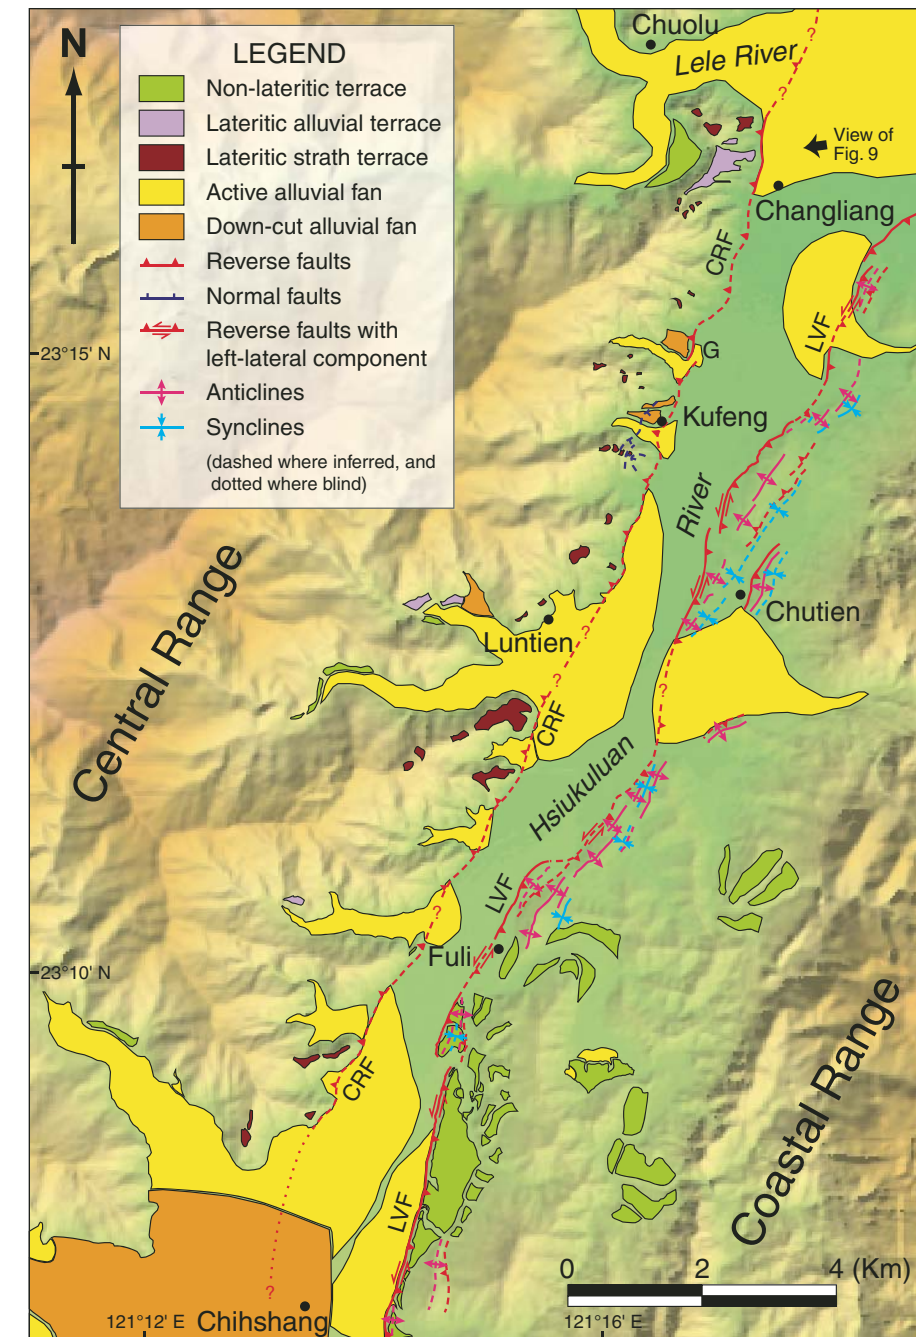 N
LEGEND
Non-lateritic terrace
Lateritic alluvial terrace
Lateritic strath terrace
Active alluvial fan
Down-cut alluvial fan
Reverse faults
Normal faults
Reverse faults with
left-lateral component
Anticlines
Synclines
(dashed where inferred, and
dotted where blind)
Chuolu
?
Lele River
?
View of
Fig. 9
Changliang
CRF
LVF
23°15' N
G
Kufeng
River
Central Range
Chutien
Luntien
?
?
?
CRF
Hsiukuluan
LVF
?
Fuli
23°10' N
Coastal Range
CRF
LVF
0 2 4 (Km)
?
Chihshang
121°12' E
121°16' E